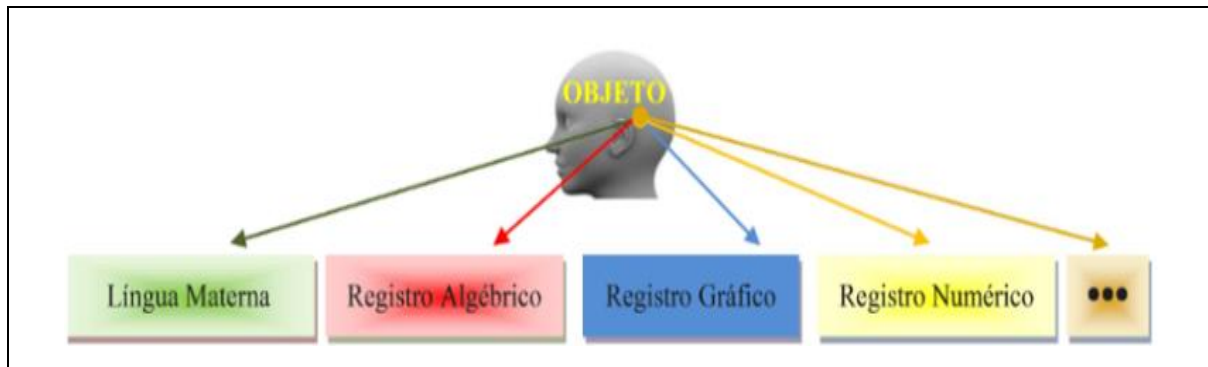 OBJETO
Língua Materna
Registro Algébrico
Registro Gráfico
Registro Numérico
•••